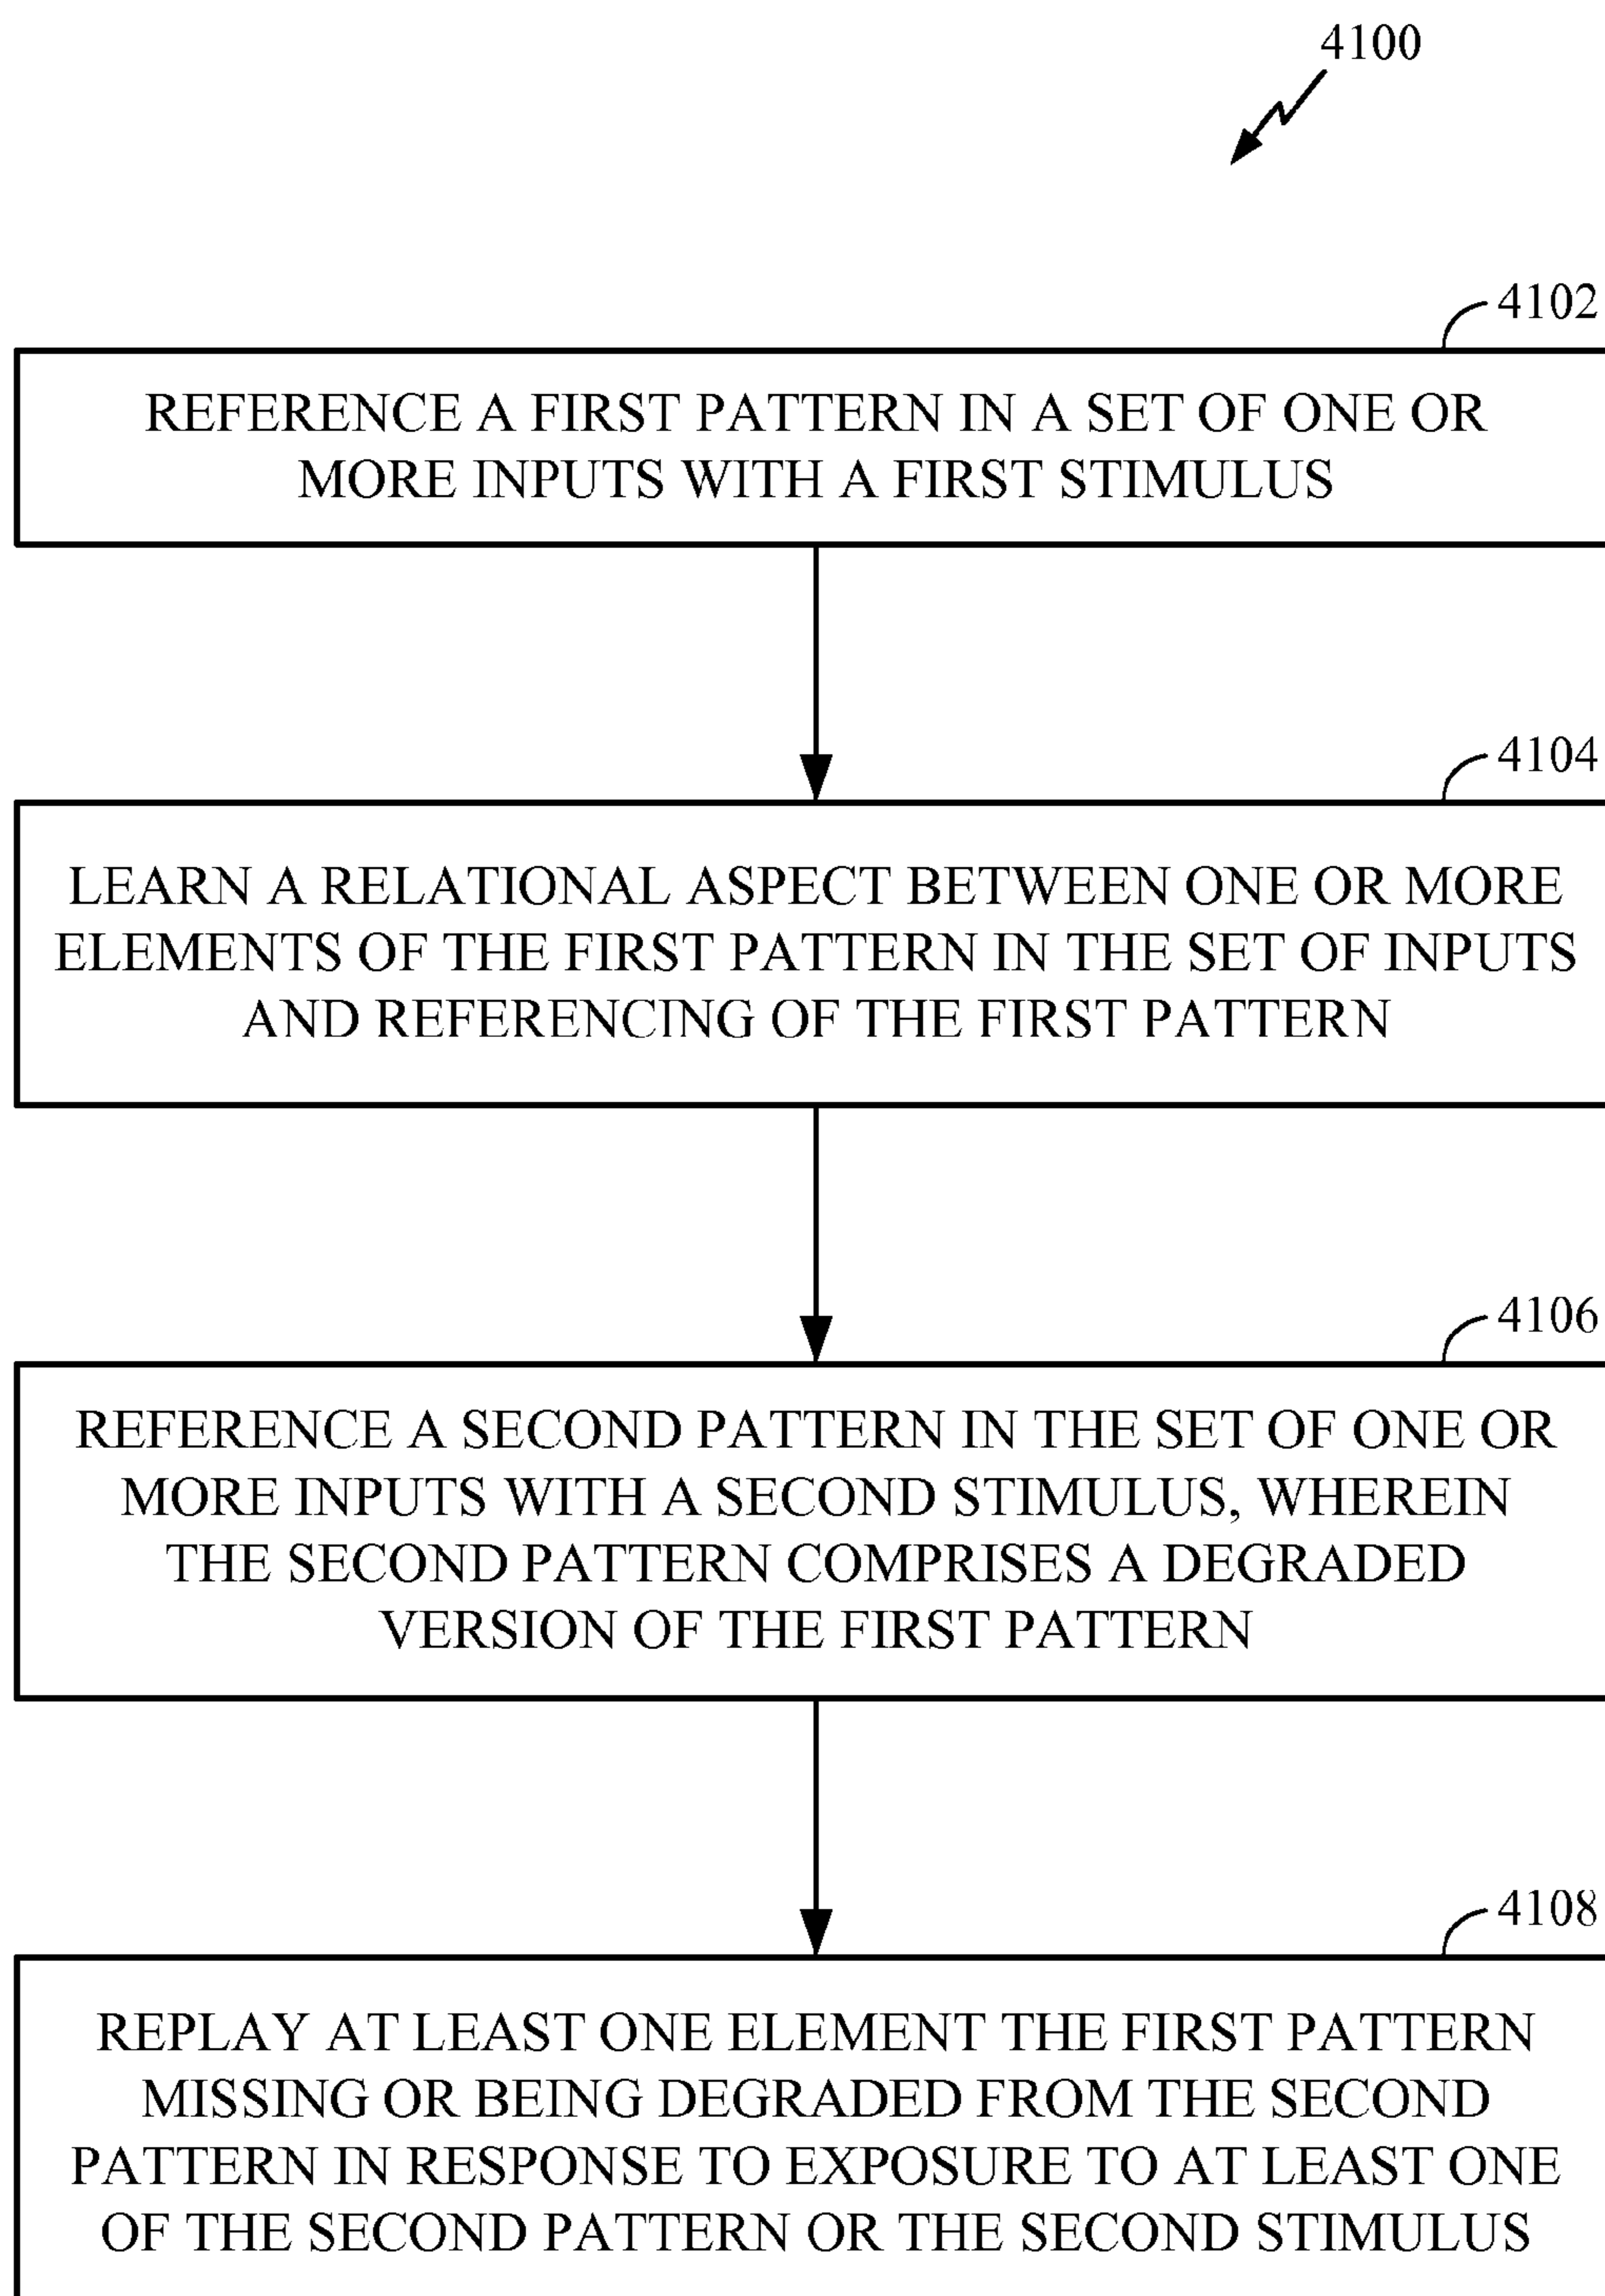 4100
4102
REFERENCE A FIRST PATTERN IN A SET OF ONE OR
MORE INPUTS WITH A FIRST STIMULUS
4104
LEARN A RELATIONAL ASPECT BETWEEN ONE OR MORE
ELEMENTS OF THE FIRST PATTERN IN THE SET OF INPUTS
AND REFERENCING OF THE FIRST PATTERN
4106
REFERENCE A SECOND PATTERN IN THE SET OF ONE OR
MORE INPUTS WITH A SECOND STIMULUS, WHEREIN
THE SECOND PATTERN COMPRISES A DEGRADED
VERSION OF THE FIRST PATTERN
4108
REPLAY AT LEAST ONE ELEMENT THE FIRST PATTERN
MISSING OR BEING DEGRADED FROM THE SECOND
PATTERN IN RESPONSE TO EXPOSURE TO AT LEAST ONE
OF THE SECOND PATTERN OR THE SECOND STIMULUS